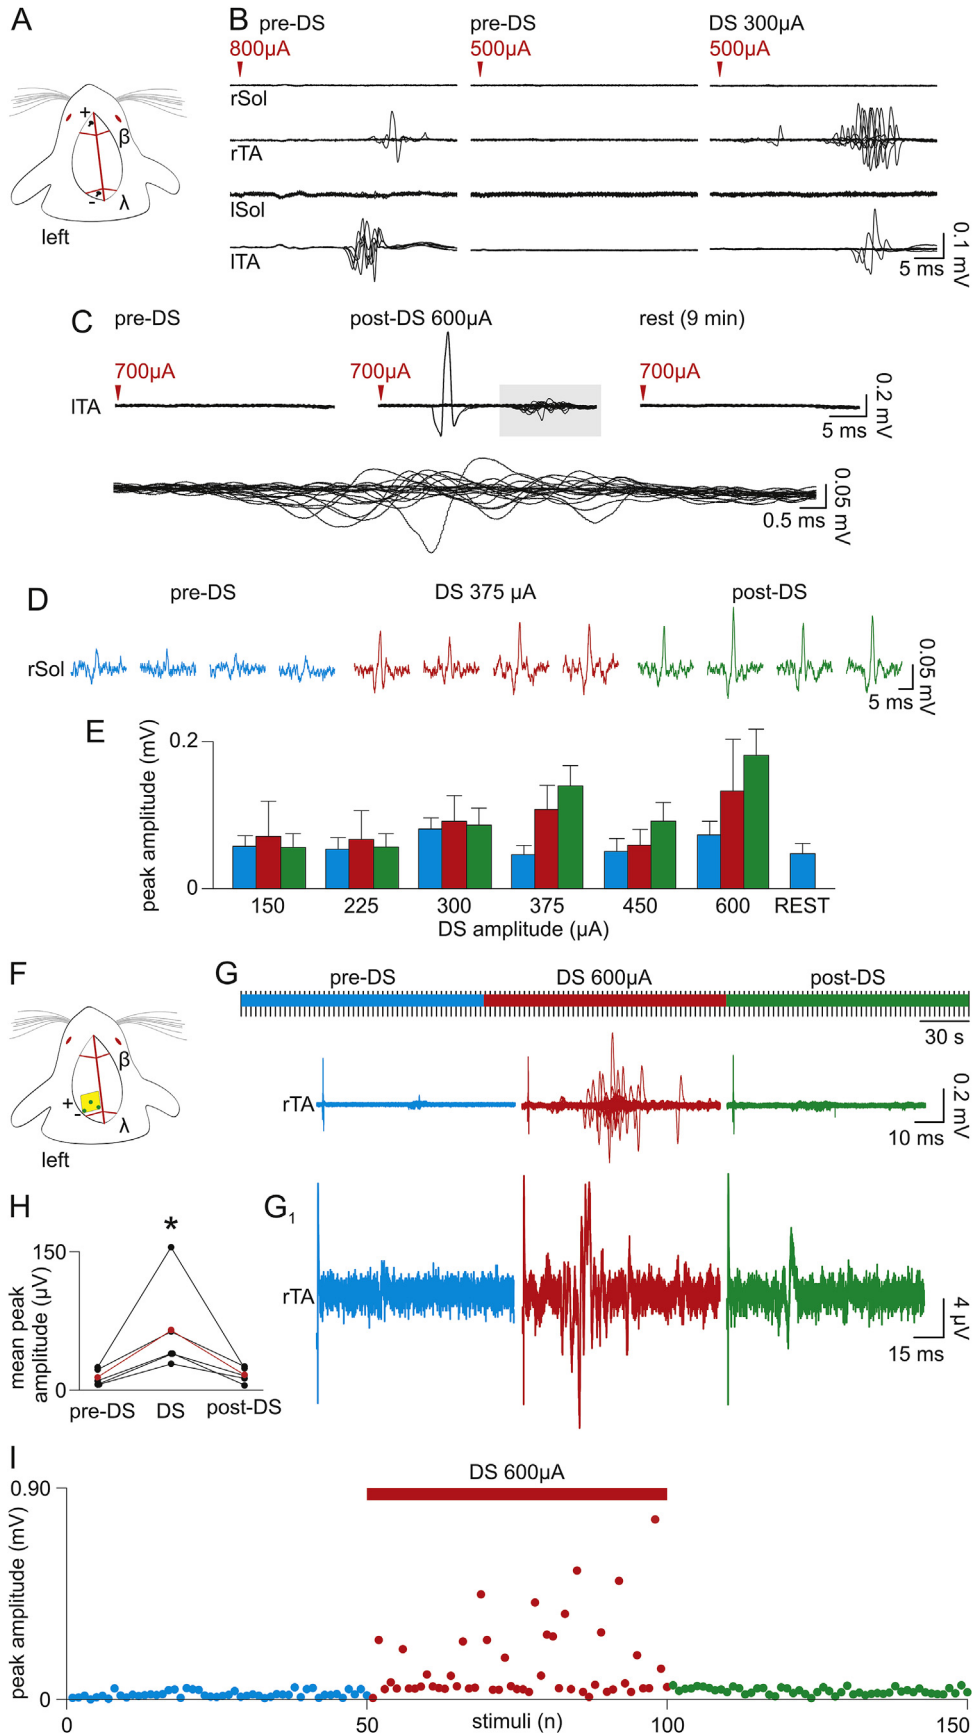 A
B
pre-DS
pre-DS
DS 300µA
800µA
500µA
500µA
+
β
-
λ
left
rSol
rTA
lSol
lTA
5 ms
0.1 mV
C
pre-DS
post-DS 600µA
rest (9 min)
700µA
700µA
700µA
lTA
5 ms
0.2 mV
0.5 ms
0.05 mV
D
pre-DS
DS 375 µA
post-DS
rSol
5 ms
0.05 mV
E
peak amplitude (mV)
0.2
0
150 225 300 375 450 600 REST
DS amplitude (µA)
F
β
+
-
λ
left
G
pre-DS
DS 600µA
post-DS
30 s
rTA
0.2 mV
10 ms
H
*
mean peak
amplitude (µV)
150
0
pre-DS DS post-DS
G1
rTA
4 µV
15 ms
I
DS 600µA
peak amplitude (mV)
0.90
0
0 50 100 150
stimuli (n)